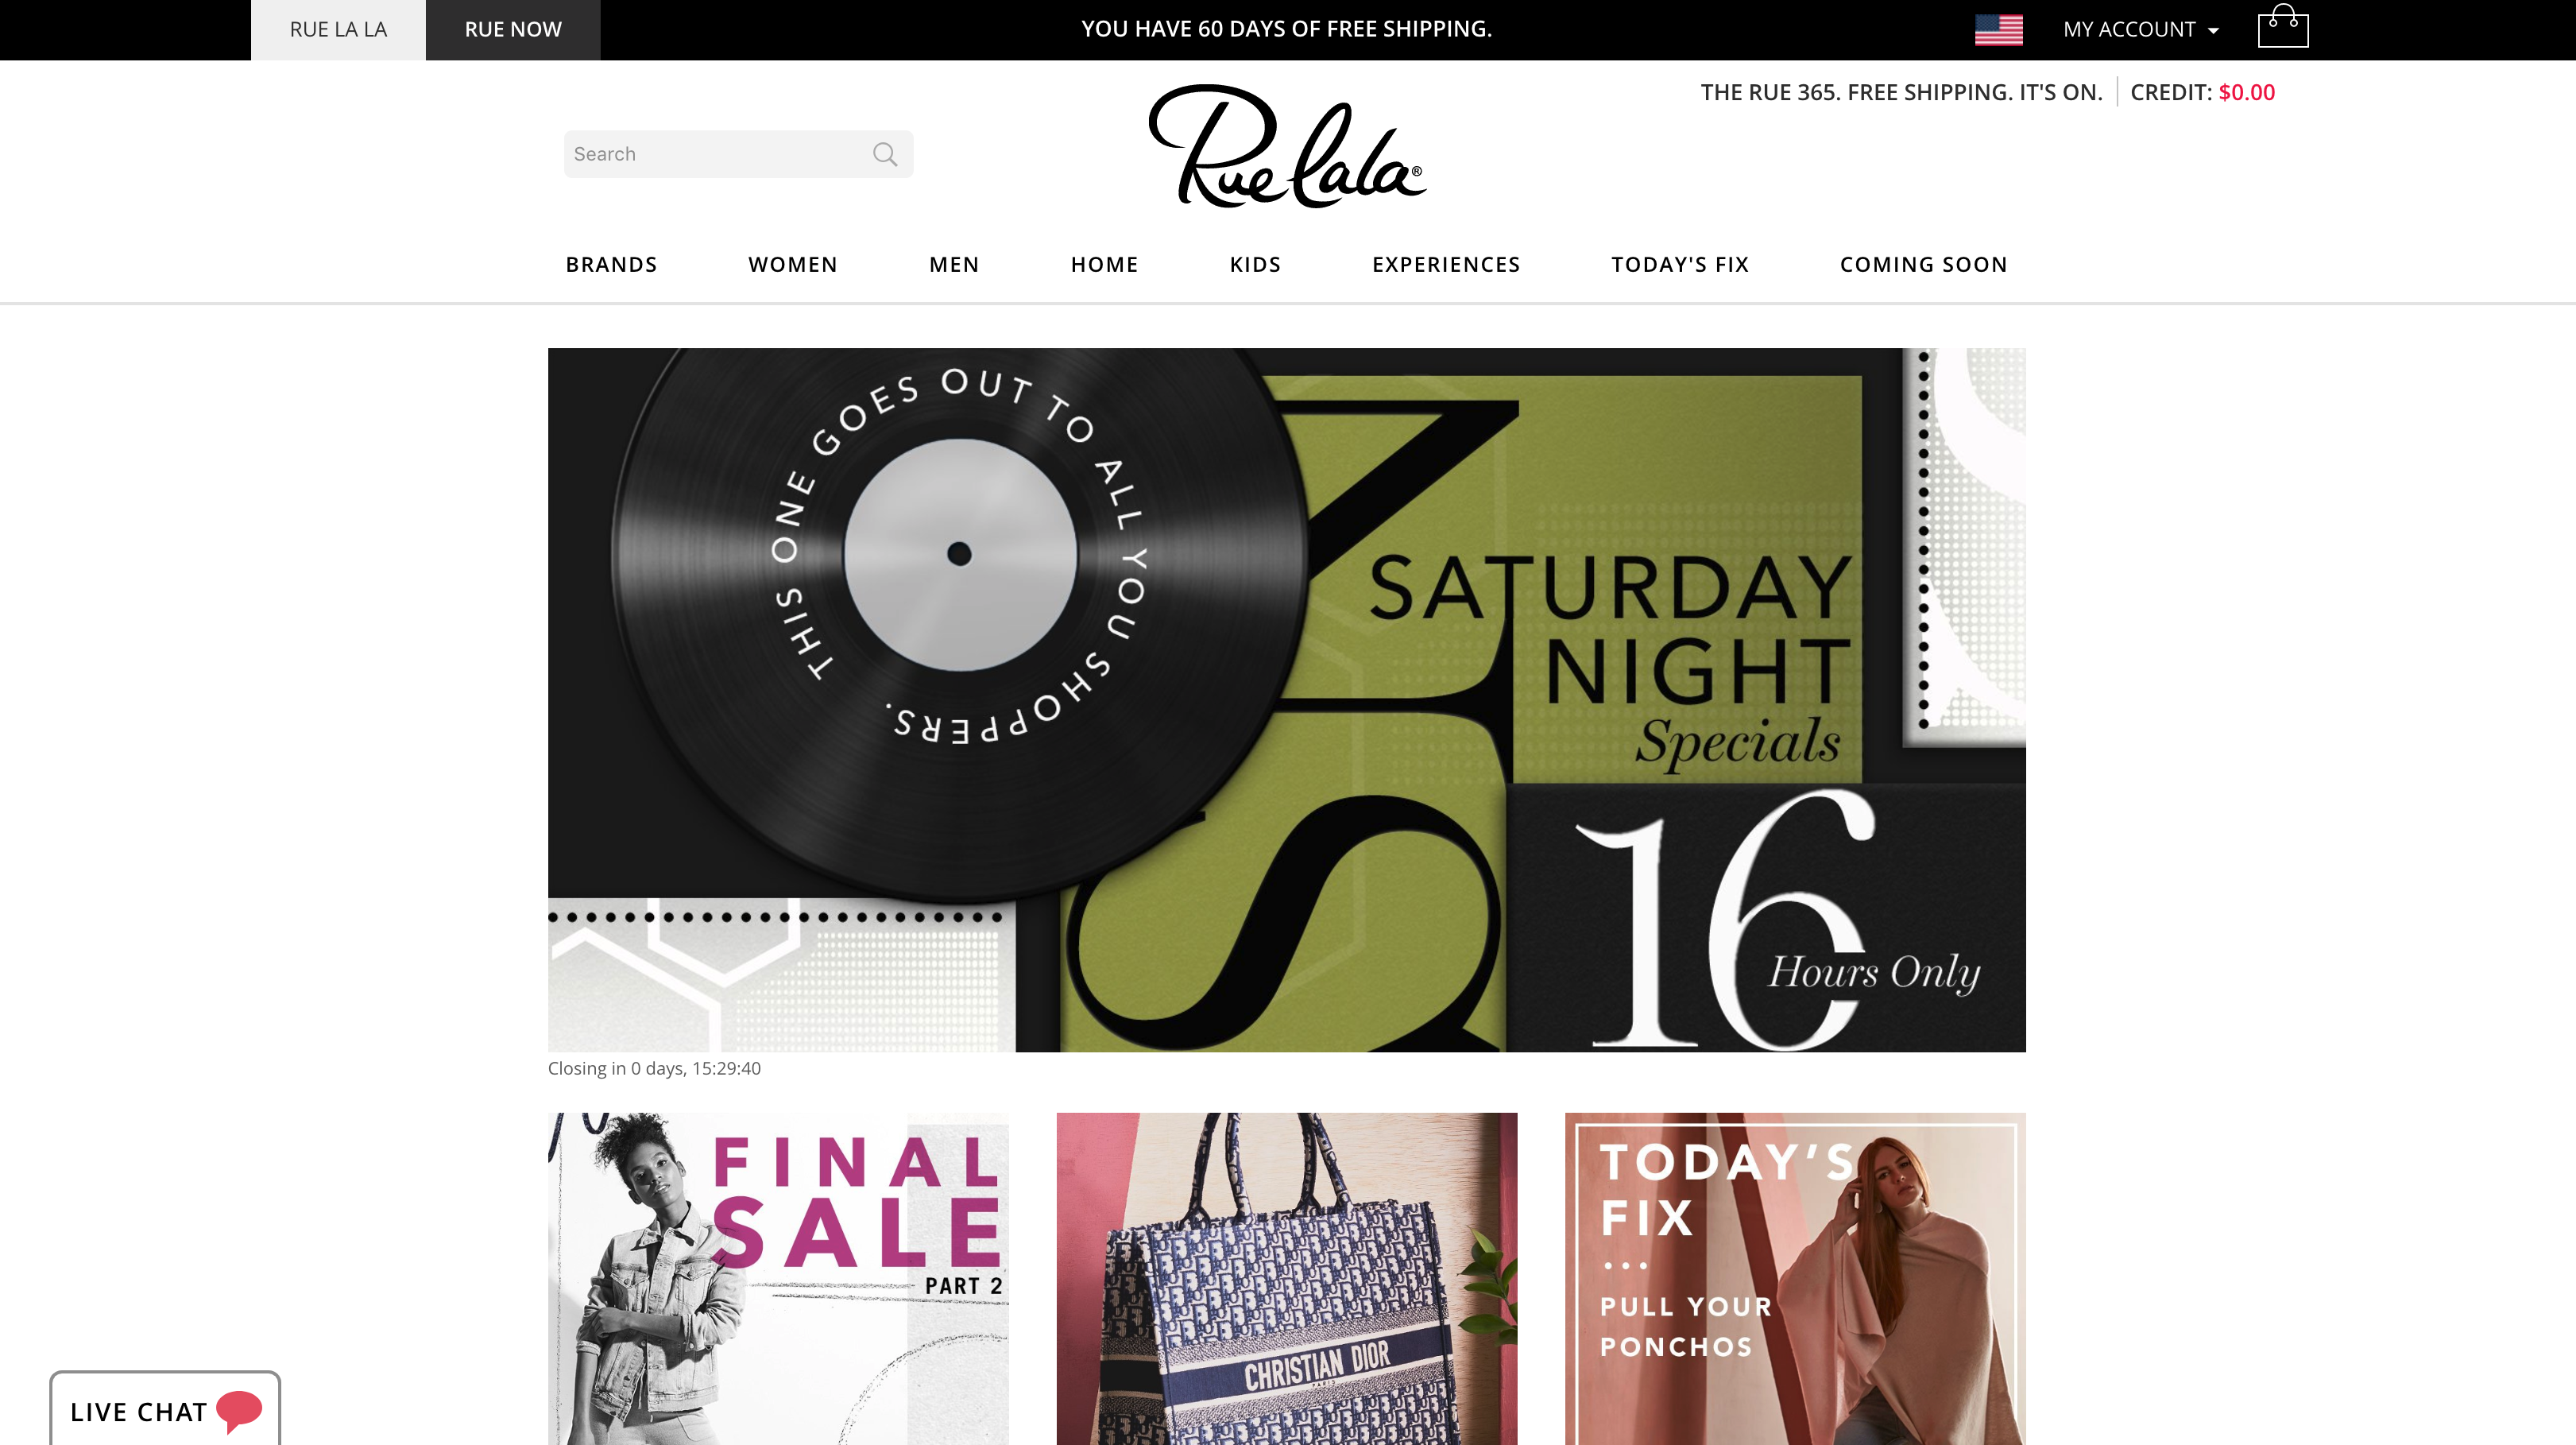 RUE LA LA
RUE NOW
YOU HAVE 60 DAYS OF FREE SHIPPING.
MY ACCOUNT
THE RUE 365. FREE SHIPPING. IT'S ON.
CREDIT: $0.00
Search
Rue lala®
BRANDS
WOMEN
MEN
HOME
KIDS
EXPERIENCES
TODAY'S FIX
COMING SOON
THIS ONE GOES OUT TO ALL YOU SHOPPERS.
SATURDAY
NIGHT
Specials
16
Hours Only
Closing in 0 days, 15:29:40
FINAL
SALE
PART 2
CHRISTIAN DIOR
PARIS
TODAY'S
FIX
...
PULL YOUR
PONCHOS
LIVE CHAT